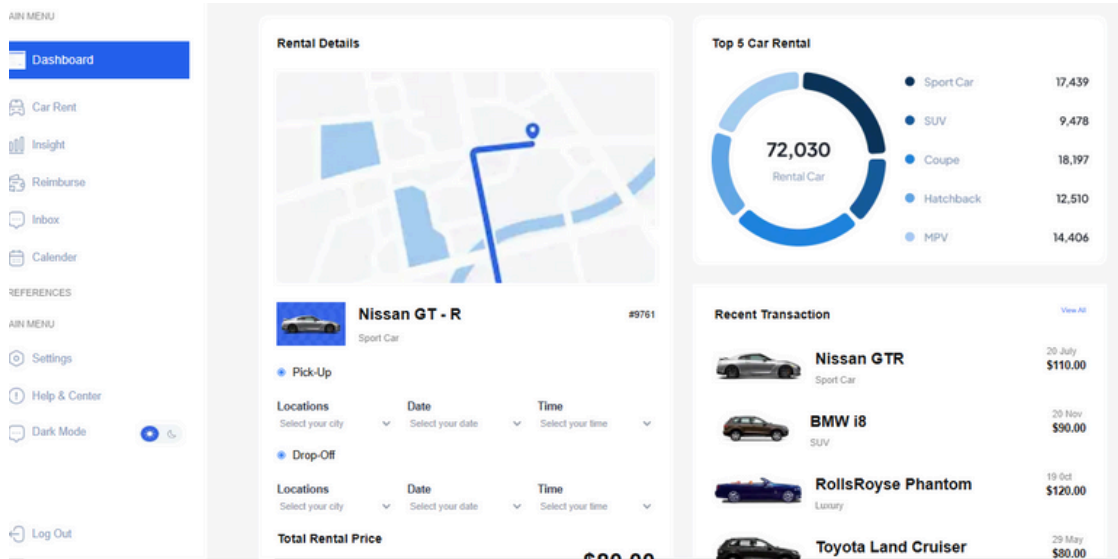 AIN MENU
Dashboard
Car Rent
Insight
Reimburse
Inbox
Calender
REFERENCES
AIN MENU
Settings
Help & Center
Dark Mode
Log Out
Rental Details
Nissan GT - R
#9761
Sport Car
Pick-Up
Locations Date Time
Select your city Select your date Select your time
Drop-Off
Locations Date Time
Select your city Select your date Select your time
Total Rental Price
$80.00
Top 5 Car Rental
72,030
Rental Car
Sport Car 17,439
SUV 9,478
Coupe 18,197
Hatchback 12,510
MPV 14,406
Recent Transaction
View All
Nissan GTR
20 July
Sport Car
$110.00
BMW i8
20 Nov
SUV
$90.00
RollsRoyse Phantom
19 Oct
Luxury
$120.00
Toyota Land Cruiser
29 May
$80.00